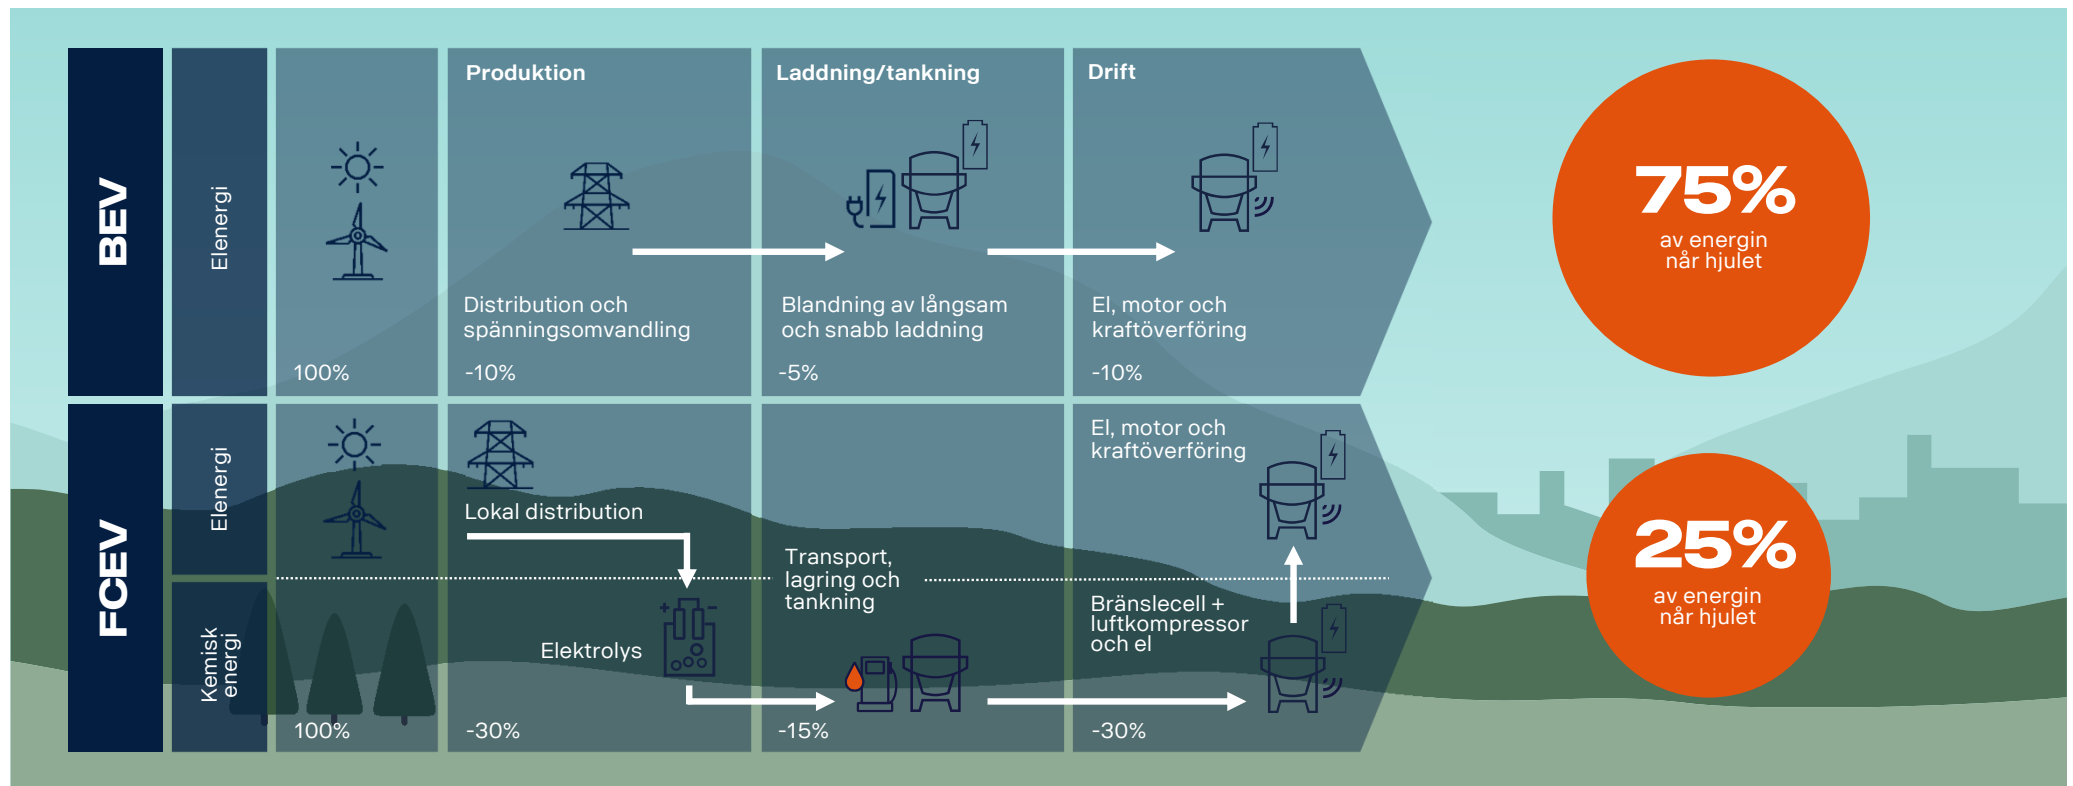 Produktion
Laddning/tankning
Drift
BEV
Elenergi
100%
Distribution och
spänningsomvandling
-10%
Blandning av långsam
och snabb laddning
-5%
El, motor och
kraftöverföring
-10%
75%
av energin
når hjulet
FCEV
Elenergi
Kemisk
energi
100%
Lokal distribution
Elektrolys
-30%
Transport,
lagring och
tankning
-15%
El, motor och
kraftöverföring
Bränslecell +
luftkompressor
och el
-30%
25%
av energin
når hjulet